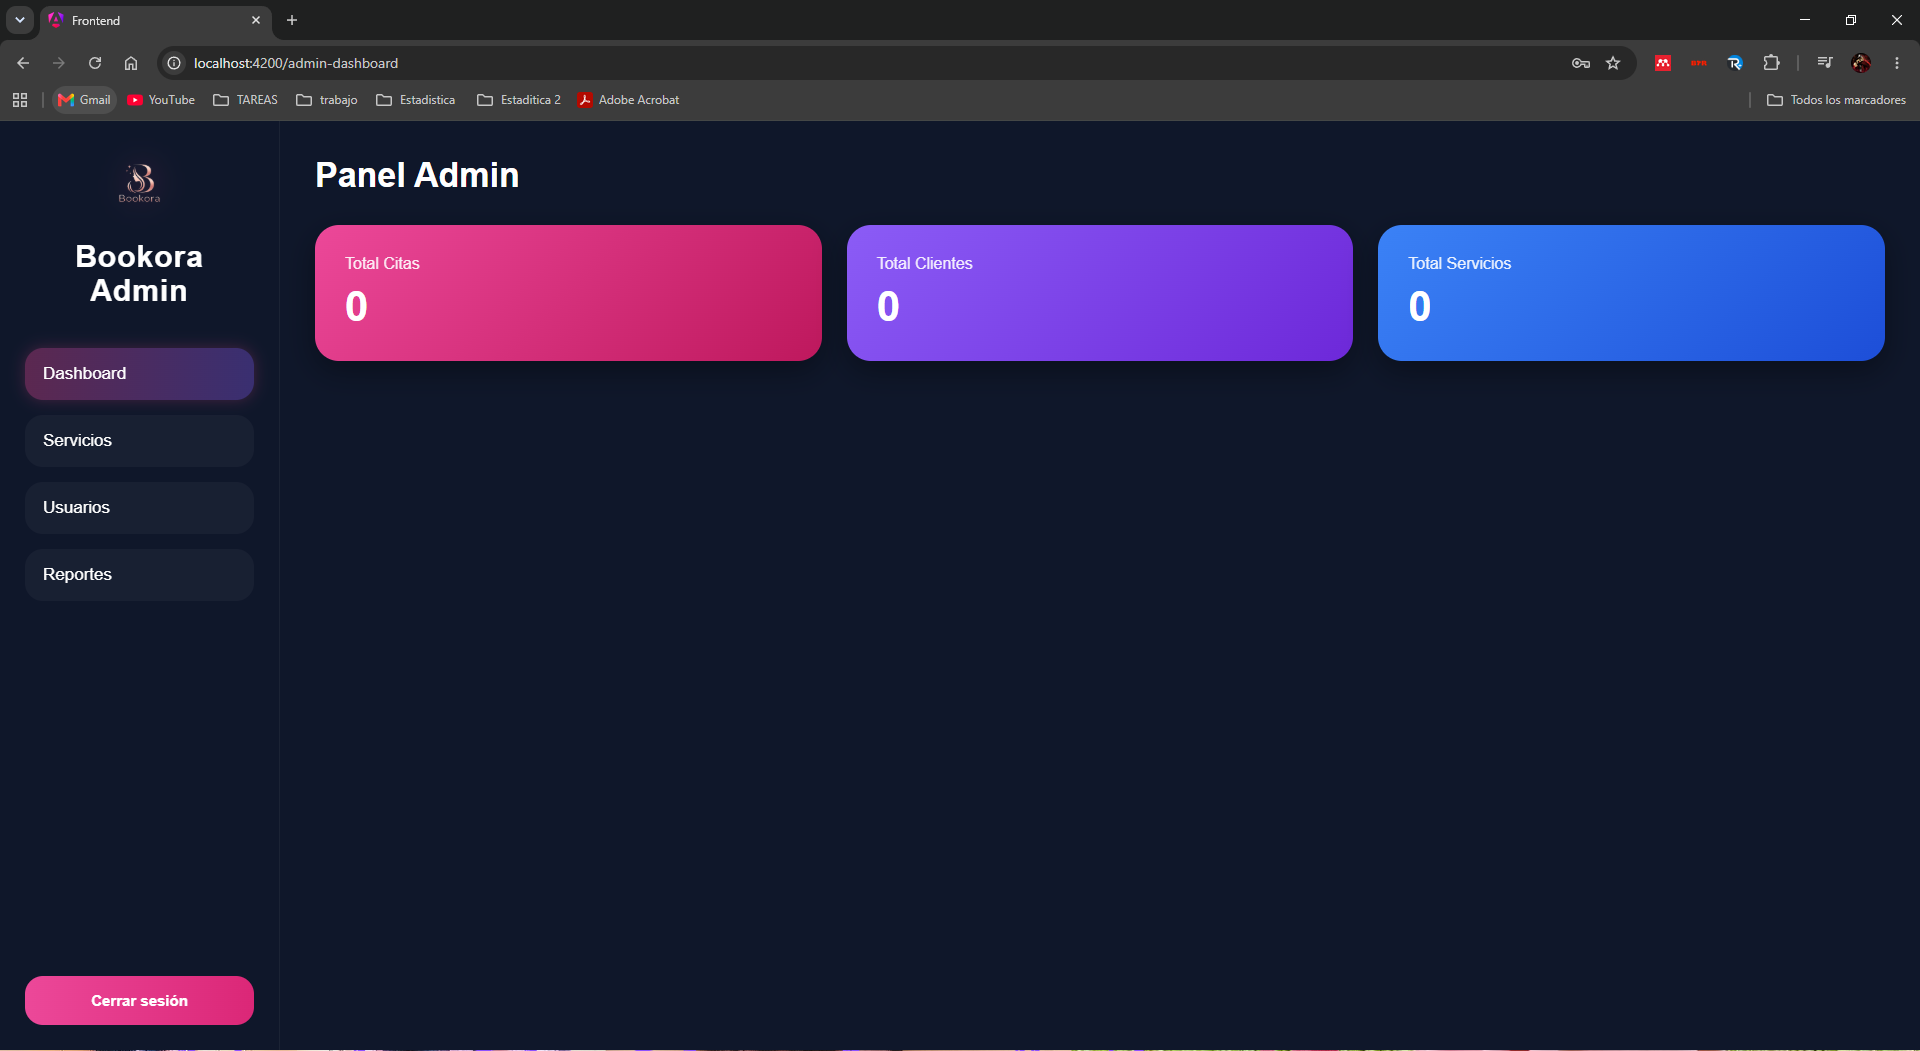 Frontend
localhost:4200/admin-dashboard
Gmail
YouTube
TAREAS
trabajo
Estadistica
Estaditica 2
Adobe Acrobat
Todos los marcadores
Bookora
Bookora
Admin
Dashboard
Servicios
Usuarios
Reportes
Cerrar sesión
Panel Admin
Total Citas
0
Total Clientes
0
Total Servicios
0